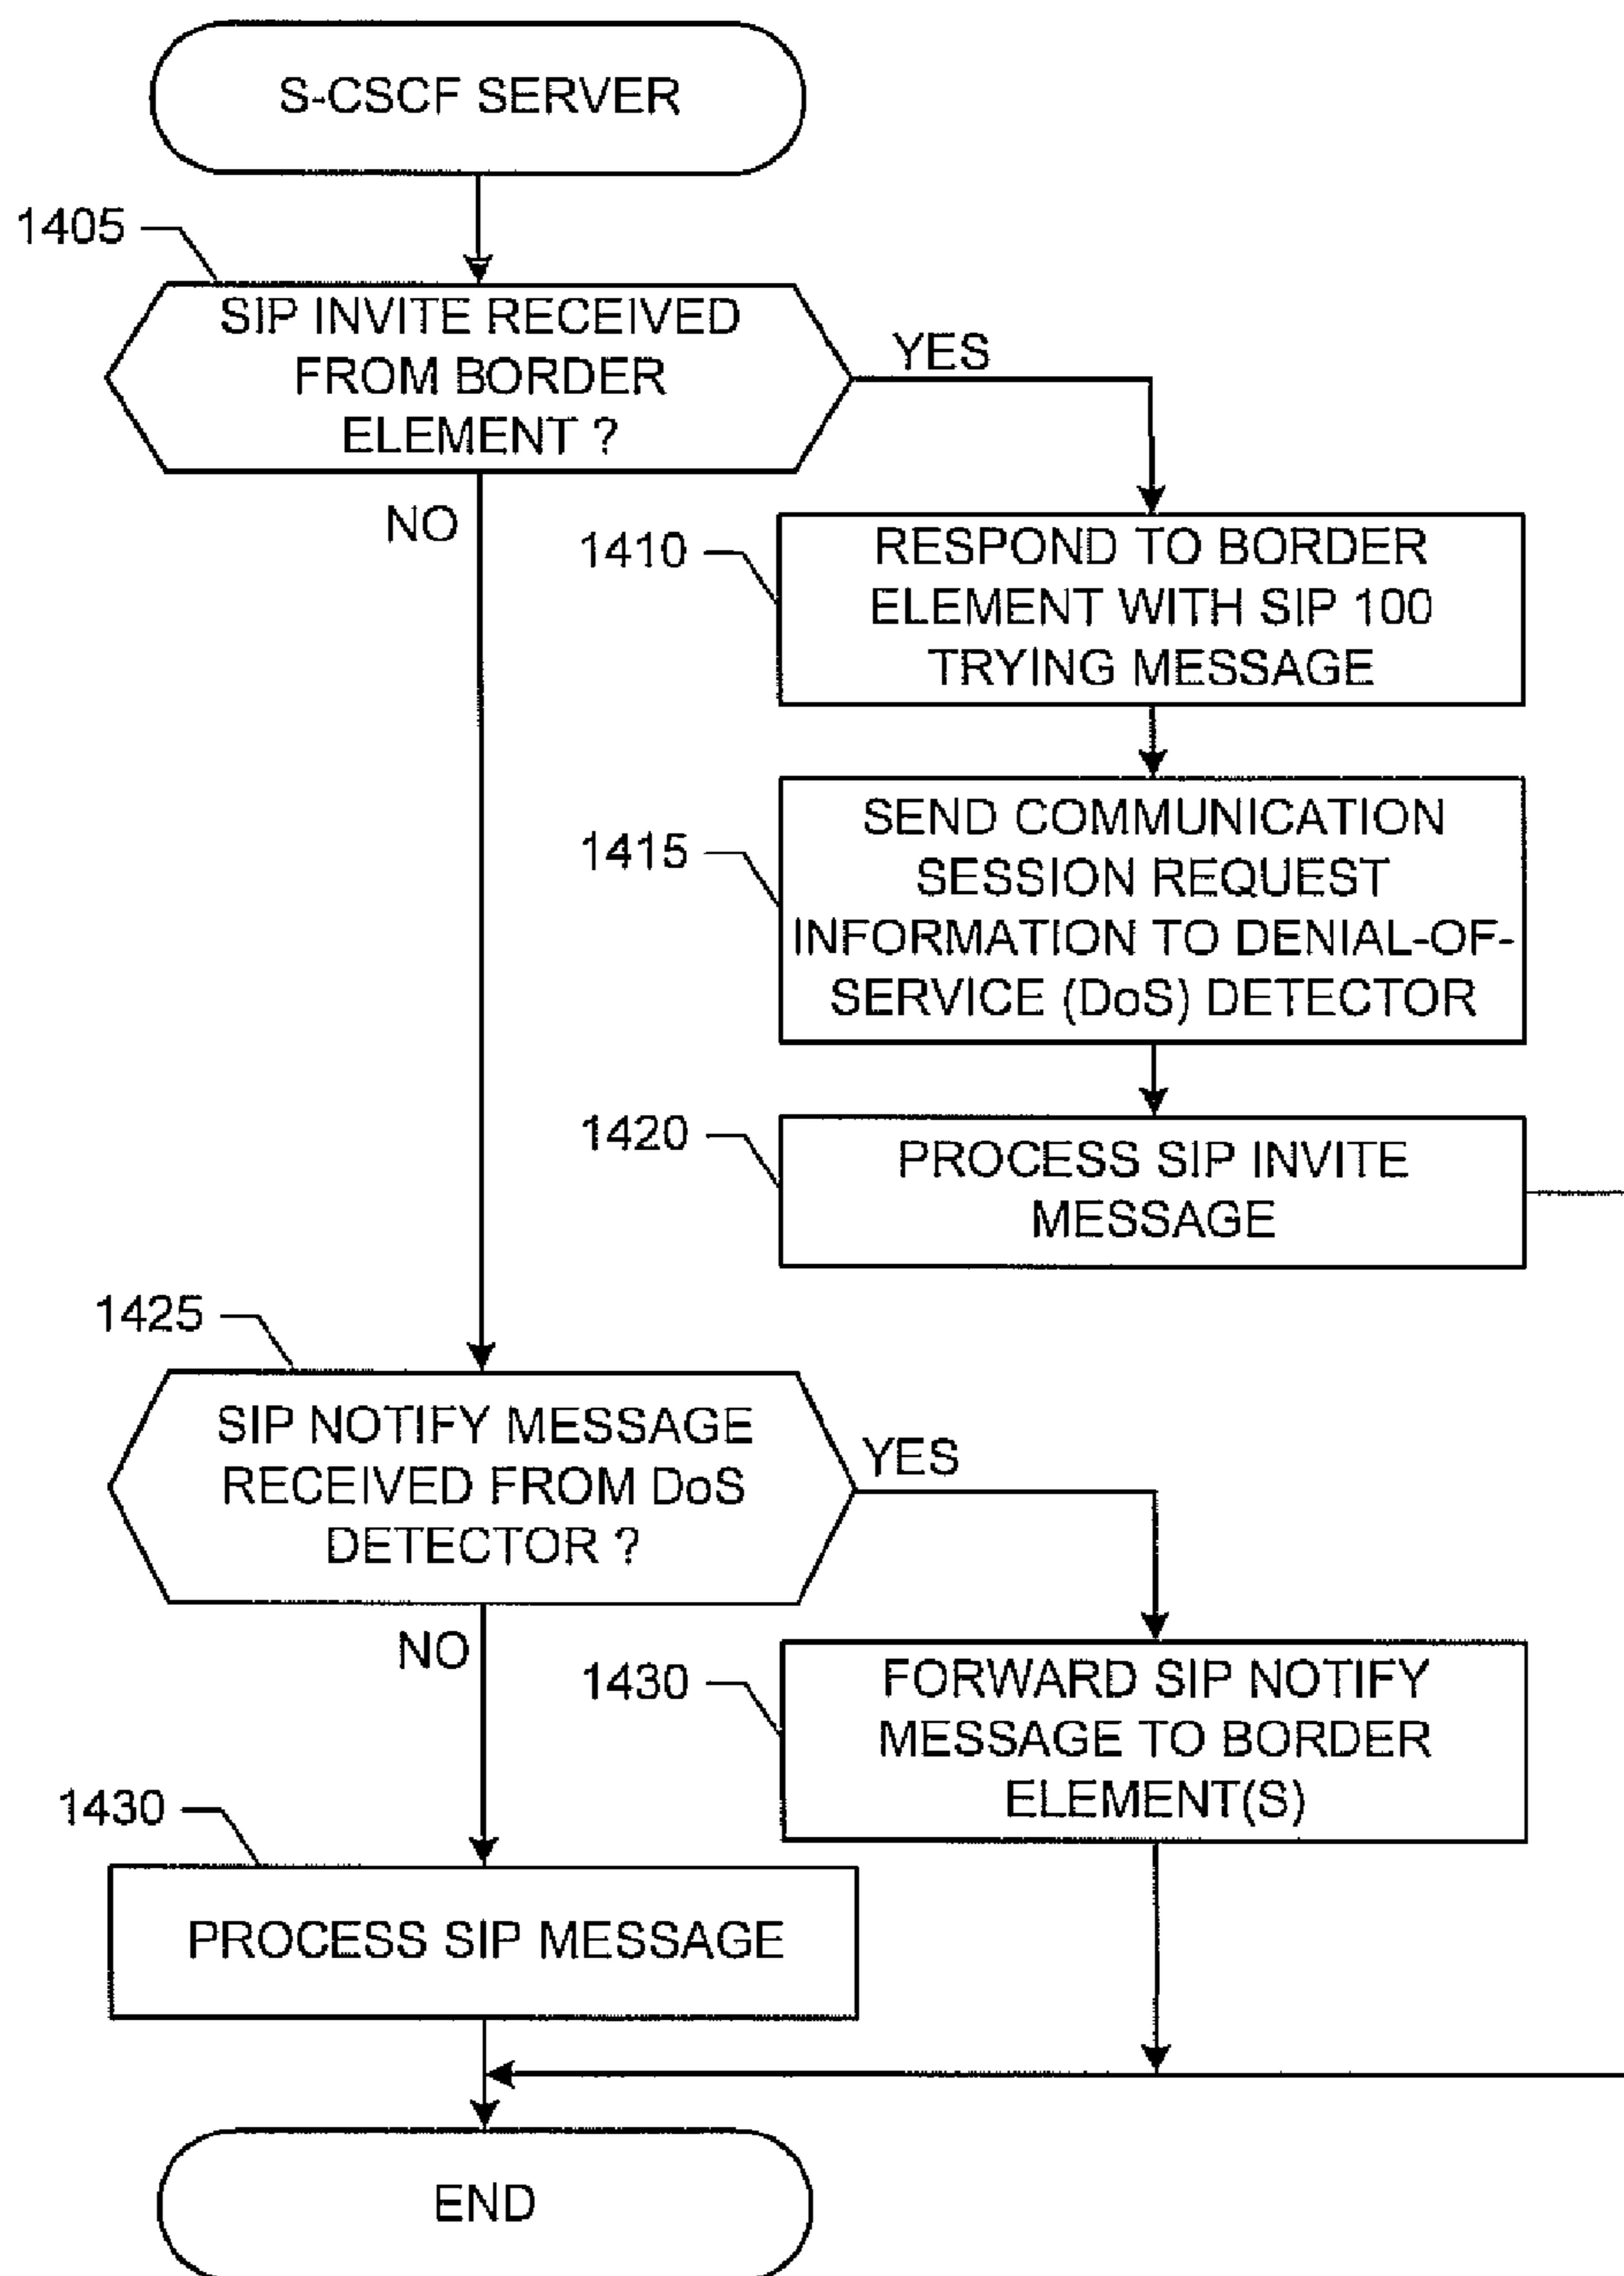 S-CSCF SERVER
1405
SIP INVITE RECEIVED
FROM BORDER
ELEMENT ?
YES
NO
1410
RESPOND TO BORDER
ELEMENT WITH SIP 100
TRYING MESSAGE
1415
SEND COMMUNICATION
SESSION REQUEST
INFORMATION TO DENIAL-OF-
SERVICE (DoS) DETECTOR
1420
PROCESS SIP INVITE
MESSAGE
1425
SIP NOTIFY MESSAGE
RECEIVED FROM DoS
DETECTOR ?
YES
NO
1430
FORWARD SIP NOTIFY
MESSAGE TO BORDER
ELEMENT(S)
1430
PROCESS SIP MESSAGE
END